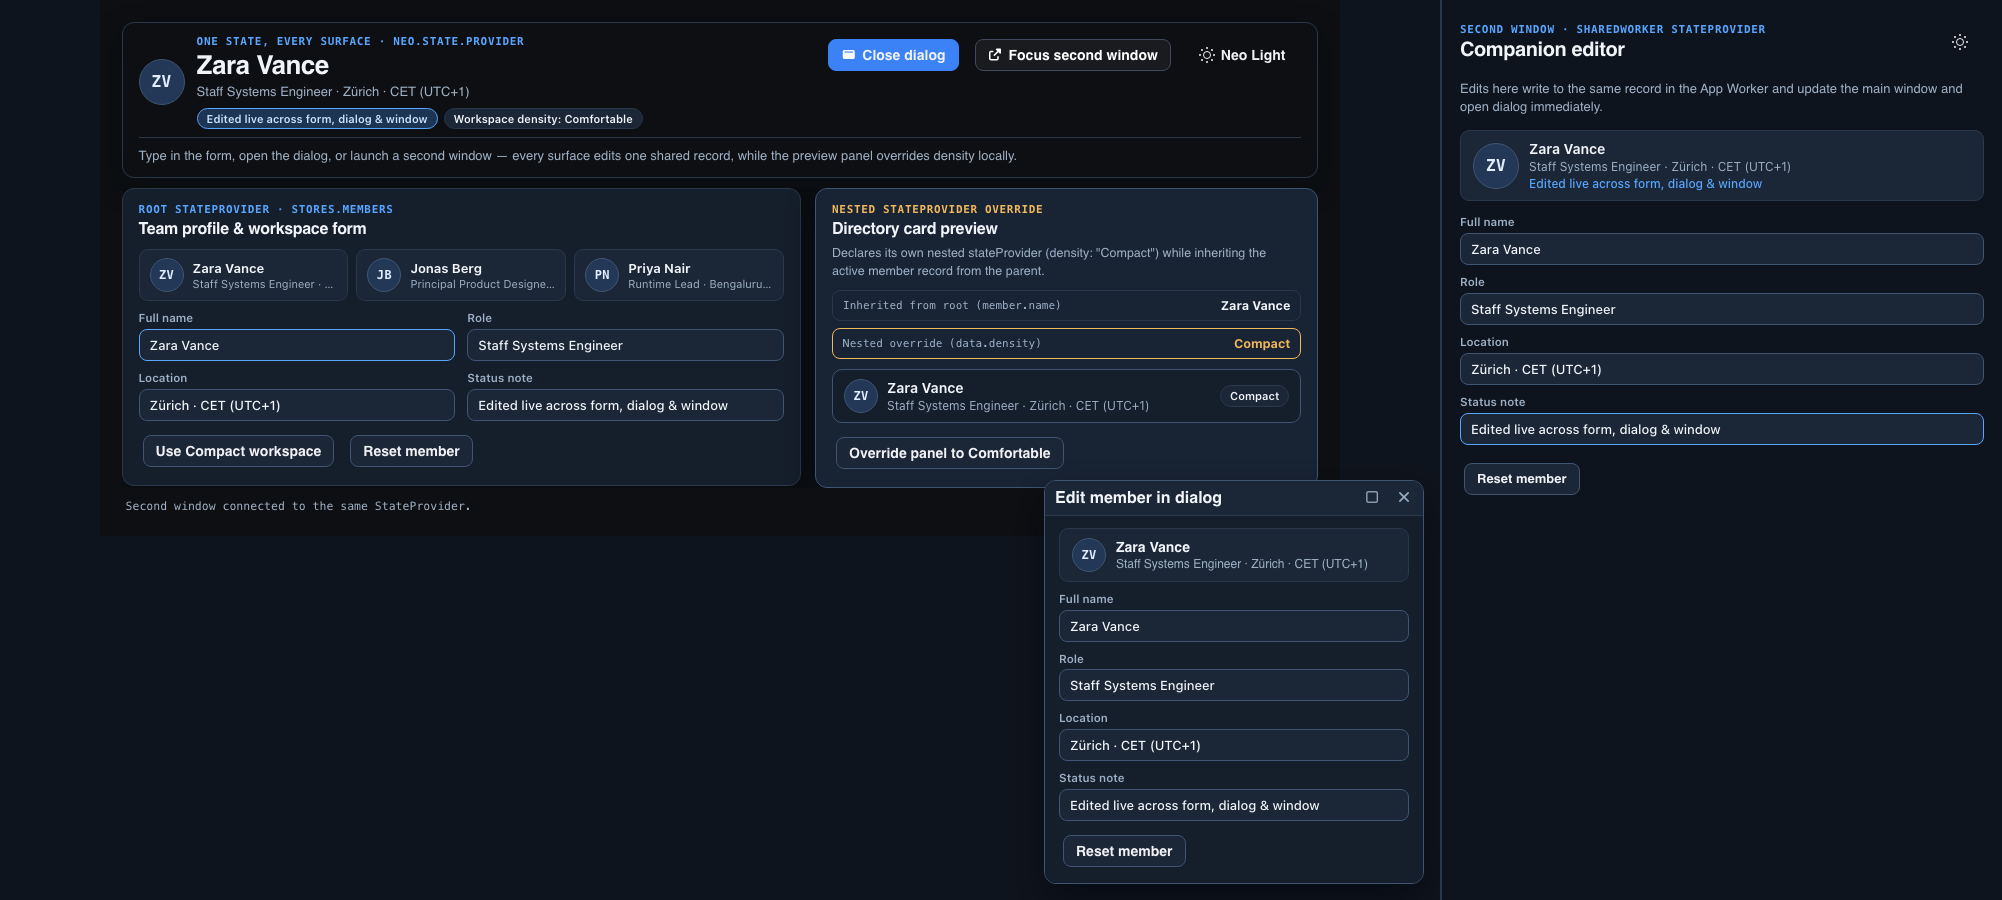 ONE STATE, EVERY SURFACE · NEO.STATE.PROVIDER
ZV
Zara Vance
Staff Systems Engineer · Zürich · CET (UTC+1)
Edited live across form, dialog & window
Workspace density: Comfortable
Close dialog
Focus second window
Neo Light
Type in the form, open the dialog, or launch a second window — every surface edits one shared record, while the preview panel overrides density locally.
ROOT STATEPROVIDER · STORES.MEMBERS
Team profile & workspace form
ZV
Zara Vance
Staff Systems Engineer · ...
JB
Jonas Berg
Principal Product Designe...
PN
Priya Nair
Runtime Lead · Bengaluru...
Full name
Zara Vance
Role
Staff Systems Engineer
Location
Zürich · CET (UTC+1)
Status note
Edited live across form, dialog & window
Use Compact workspace
Reset member
Second window connected to the same StateProvider.
NESTED STATEPROVIDER OVERRIDE
Directory card preview
Declares its own nested stateProvider (density: "Compact") while inheriting the
active member record from the parent.
Inherited from root (member.name)
Zara Vance
Nested override (data.density)
Compact
ZV
Zara Vance
Staff Systems Engineer · Zürich · CET (UTC+1)
Compact
Override panel to Comfortable
Edit member in dialog
ZV
Zara Vance
Staff Systems Engineer · Zürich · CET (UTC+1)
Full name
Zara Vance
Role
Staff Systems Engineer
Location
Zürich · CET (UTC+1)
Status note
Edited live across form, dialog & window
Reset member
SECOND WINDOW · SHAREDWORKER STATEPROVIDER
Companion editor
Edits here write to the same record in the App Worker and update the main window and
open dialog immediately.
ZV
Zara Vance
Staff Systems Engineer · Zürich · CET (UTC+1)
Edited live across form, dialog & window
Full name
Zara Vance
Role
Staff Systems Engineer
Location
Zürich · CET (UTC+1)
Status note
Edited live across form, dialog & window
Reset member